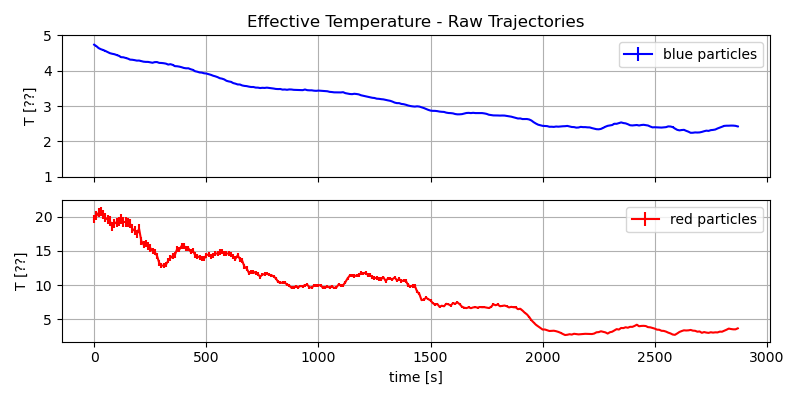 Effective Temperature - Raw Trajectories
5
4
3
2
1
T [??]
blue particles
20
15
10
5
T [??]
red particles
0 500 1000 1500 2000 2500 3000
time [s]